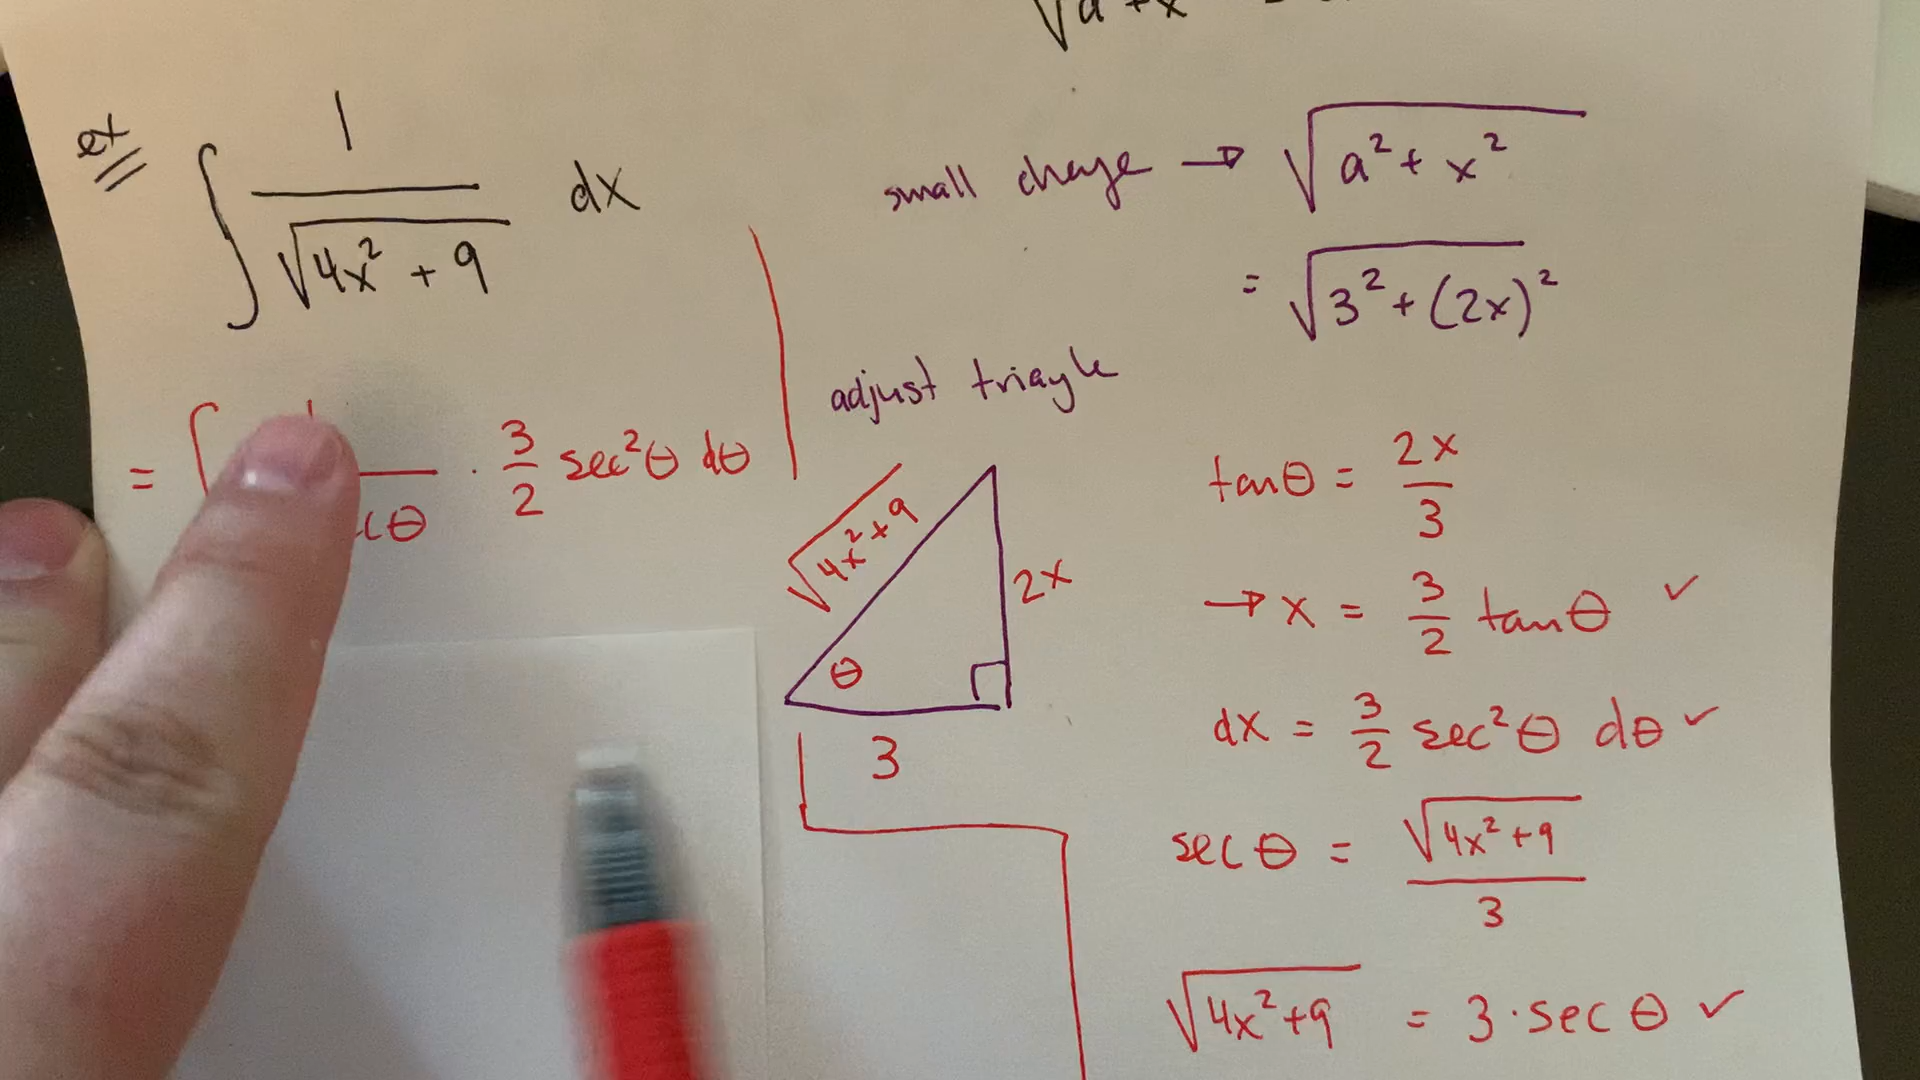 √a + x
ex ∫ 1/√(4x² + 9) dx
small change → √(a² + x²)
= √(3² + (2x)²)
adjust triangle
= ∫ 1/cθ · 3/2 sec²θ dθ
√(4x²+9)
2x
θ
3
tanθ = 2x/3
→ x = 3/2 tanθ ✓
dx = 3/2 sec²θ dθ ✓
secθ = √(4x²+9)/3
√(4x²+9) = 3·secθ ✓